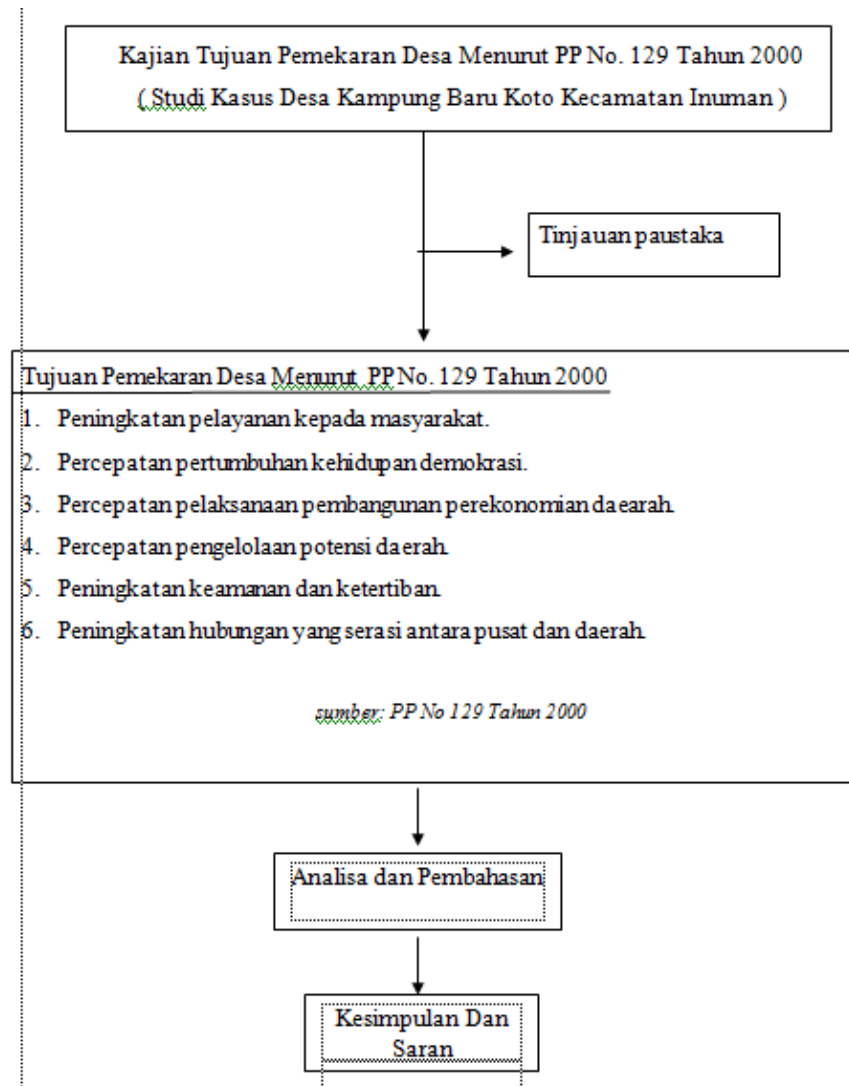 Kajian Tujuan Pemekaran Desa Menurut PP No. 129 Tahun 2000
( Studi Kasus Desa Kampung Baru Koto Kecamatan Inuman )
Tinjauan paustaka
Tujuan Pemekaran Desa Menurut PP No. 129 Tahun 2000
1. Peningkatan pelayanan kepada masyarakat.
2. Percepatan pertumbuhan kehidupan demokrasi.
3. Percepatan pelaksanaan pembangunan perekonomian daearah.
4. Percepatan pengelolaan potensi daerah.
5. Peningkatan keamanan dan ketertiban.
6. Peningkatan hubungan yang serasi antara pusat dan daerah.
sumber: PP No 129 Tahun 2000
Analisa dan Pembahasan
Kesimpulan Dan
Saran